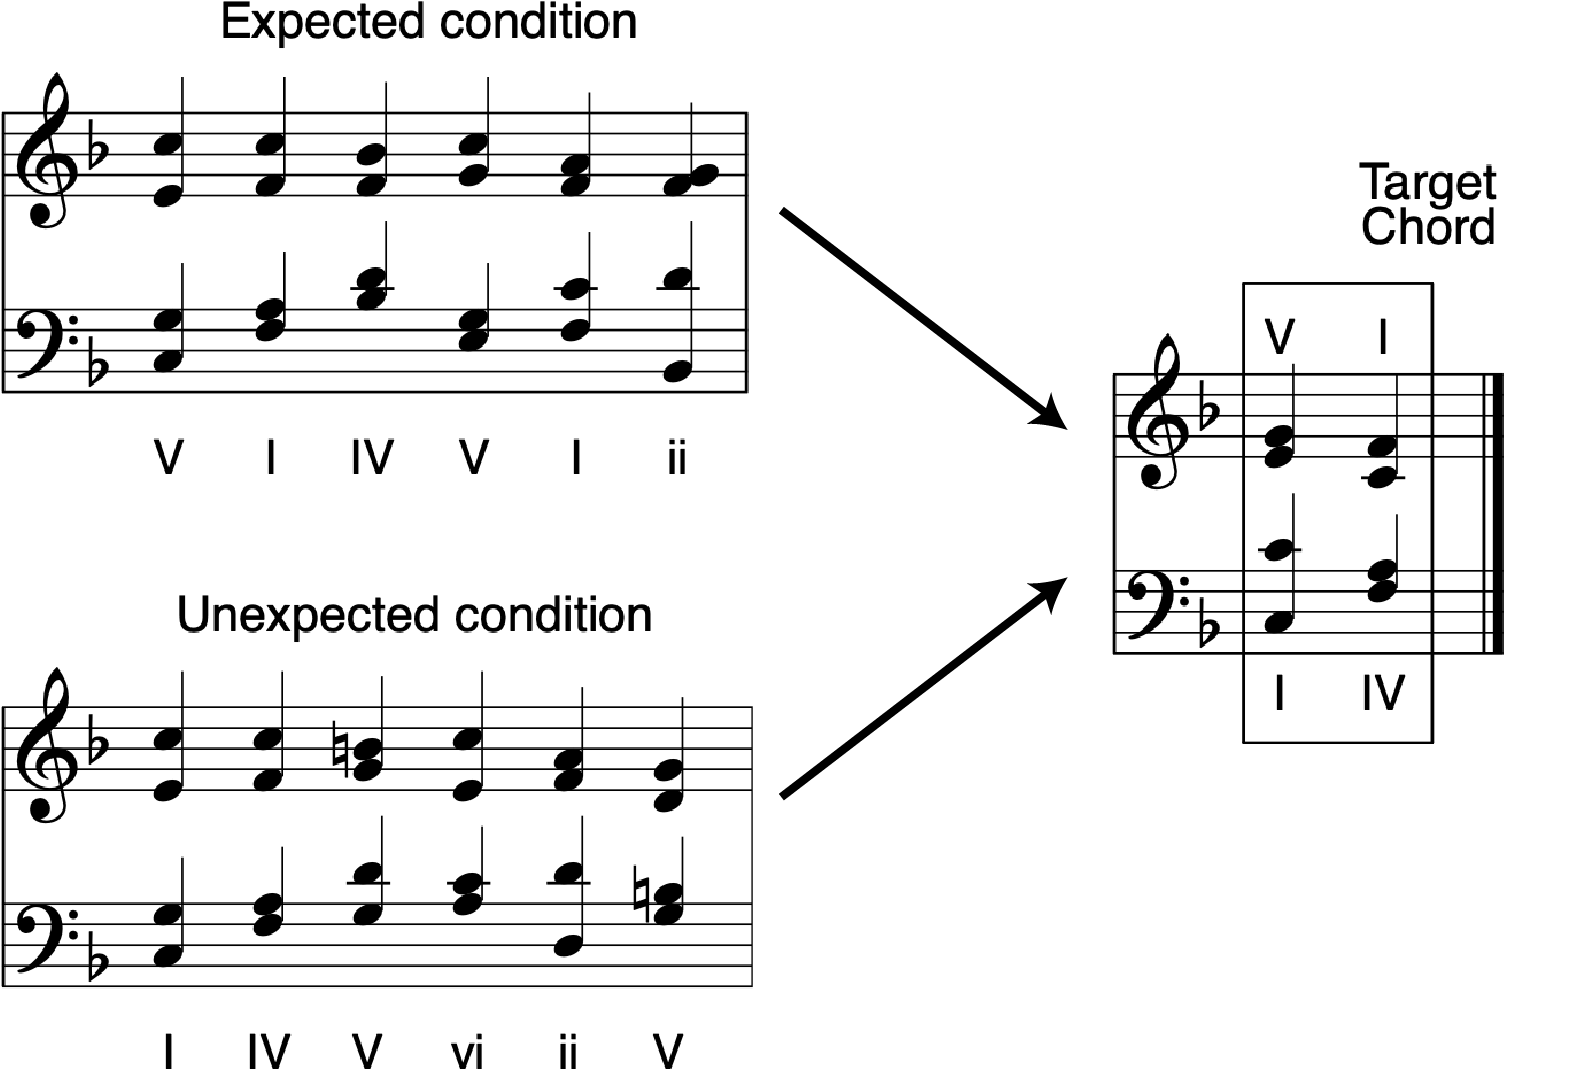 Expected condition
V I IV V I ii
Target
Chord
V I
I IV
Unexpected condition
I IV V vi ii V